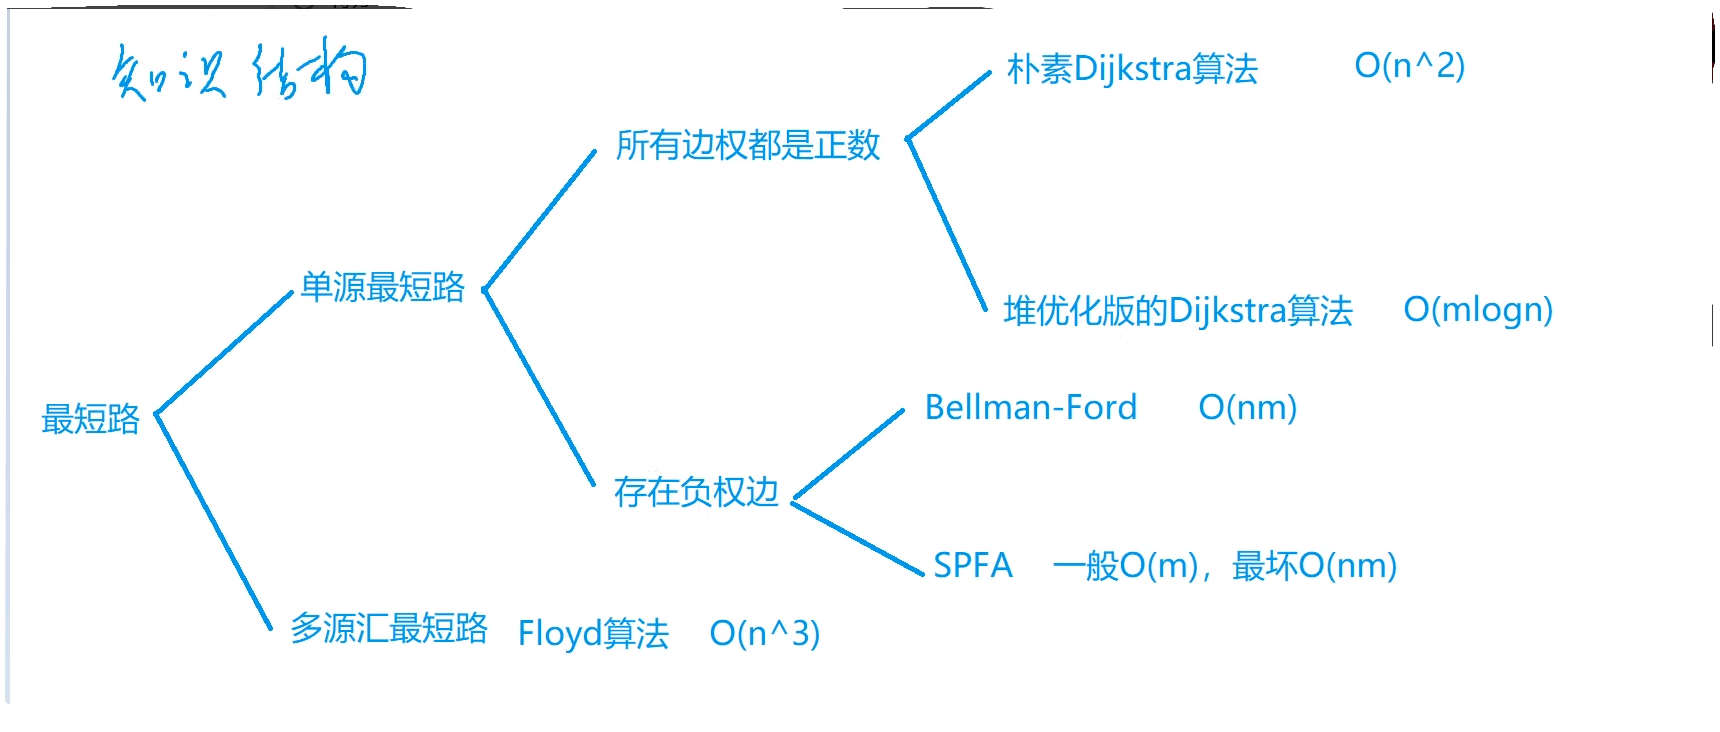 知识结构
朴素Dijkstra算法 O(n^2)
所有边权都是正数
单源最短路
堆优化版的Dijkstra算法 O(mlogn)
最短路
Bellman-Ford O(nm)
存在负权边
SPFA 一般O(m)，最坏O(nm)
多源汇最短路 Floyd算法 O(n^3)